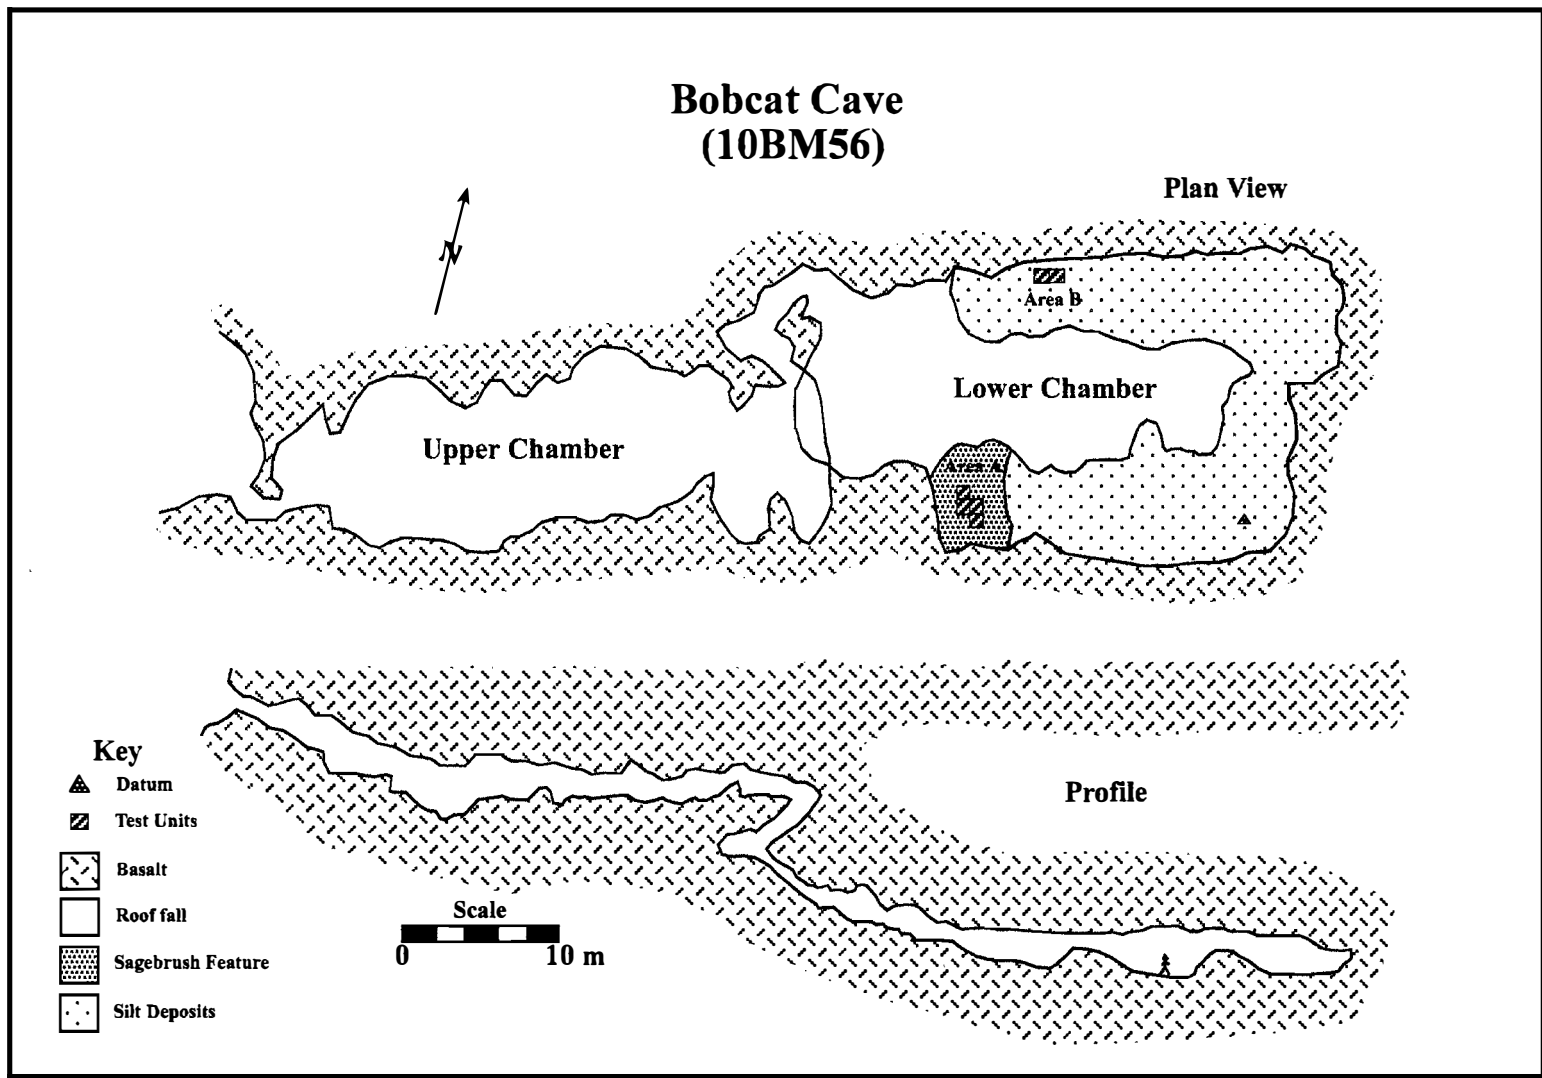 Bobcat Cave
(10BM56)
Plan View
N
Area B
Lower Chamber
Upper Chamber
Area A
Key
Datum
Test Units
Basalt
Roof fall
Sagebrush Feature
Silt Deposits
Scale
0 10 m
Profile